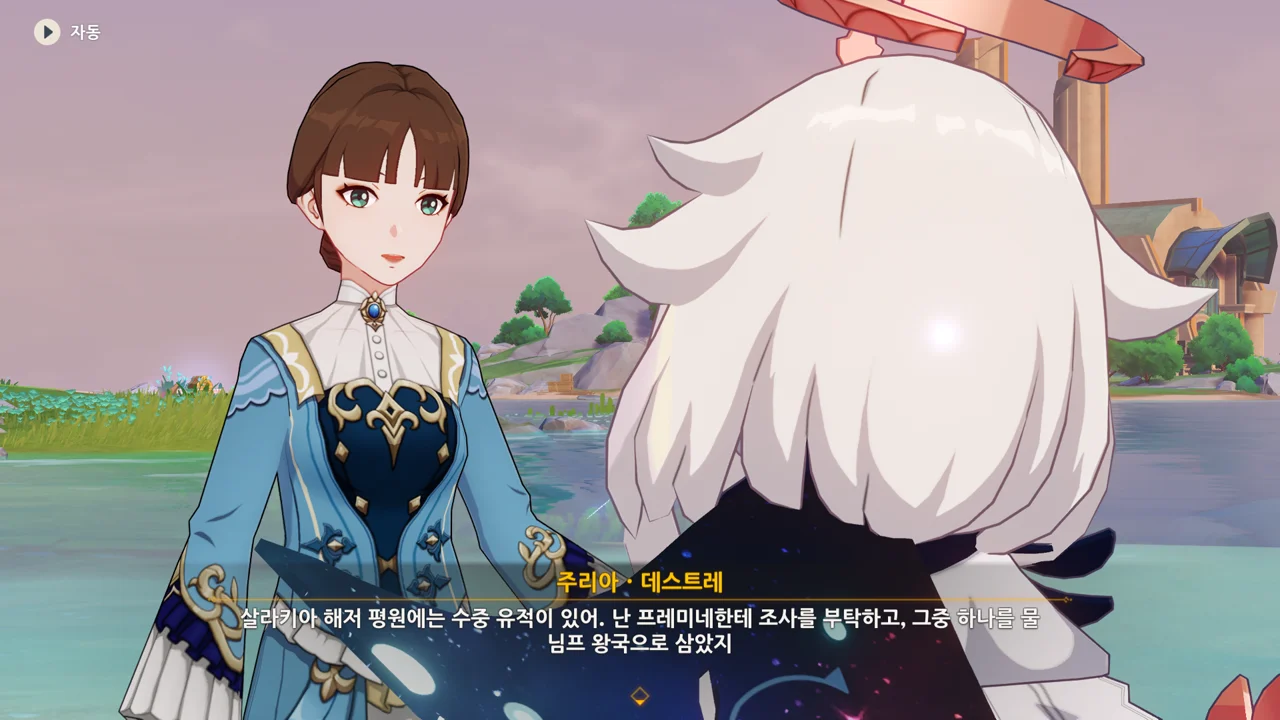 자동
주리아·데스트레
살라키아 해저 평원에는 수중 유적이 있어. 난 프레미네한테 조사를 부탁하고, 그중 하나를 물
님프 왕국으로 삼았지